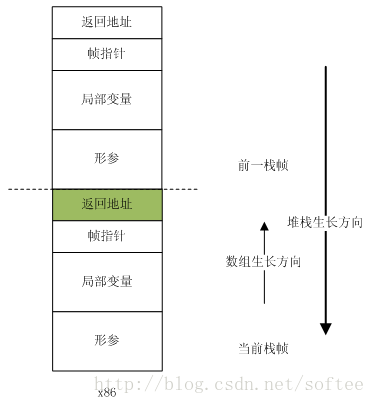 返回地址
帧指针
局部变量
形参
前一栈帧
返回地址
堆栈生长方向
帧指针
数组生长方向
局部变量
形参
当前栈帧
http://blog.csdn.net/softee
x86